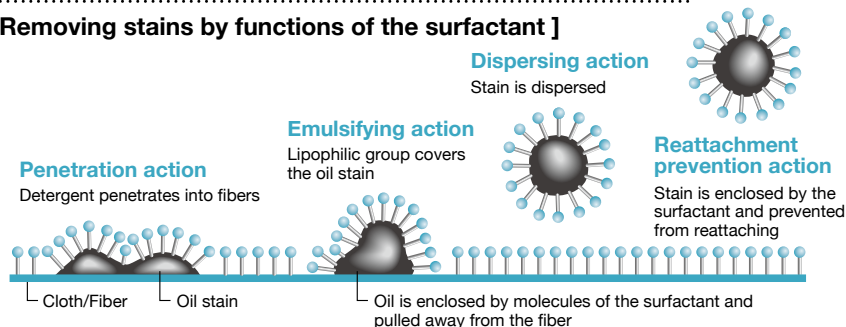 Removing stains by functions of the surfactant ]
Dispersing action
Stain is dispersed
Emulsifying action
Lipophilic group covers
the oil stain
Reattachment
prevention action
Stain is enclosed by the
surfactant and prevented
from reattaching
Penetration action
Detergent penetrates into fibers
Cloth/Fiber
Oil stain
Oil is enclosed by molecules of the surfactant and
pulled away from the fiber